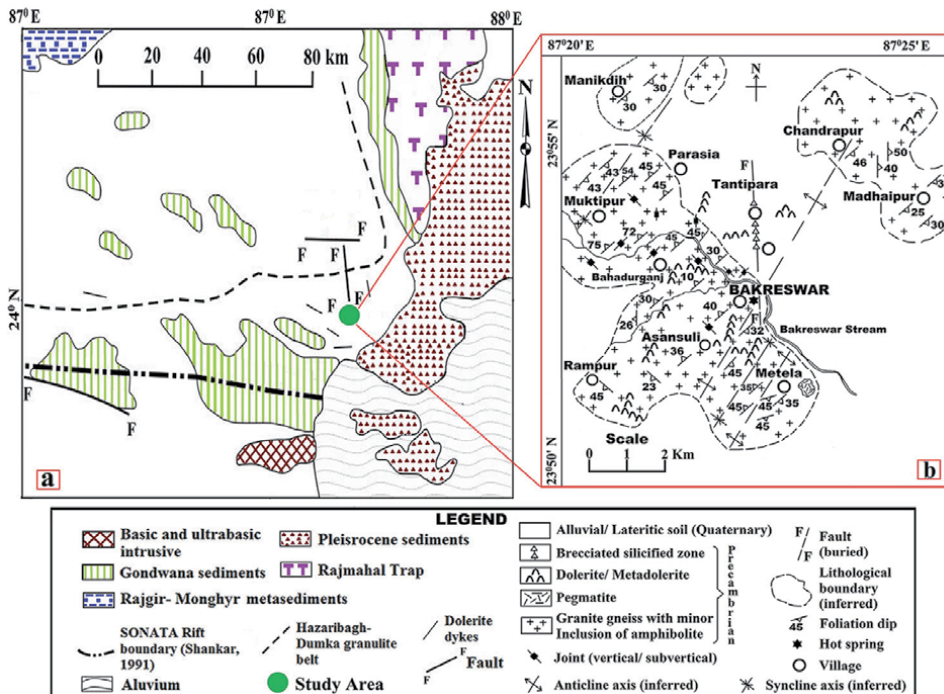 87⁰ E
87⁰ E
88⁰ E
0 20 40 60 80 km
N
T T
T T
T T
T T
T T
T
T
T
F F F
F F
24⁰ N
F
F
a
87⁰20' E
87⁰25' E
Manikdih
30
30
N
Chandrapur
23⁰55' N
Parasia
F
46
50
40
43 54 45
43
45
Tantipara
Madhaipur
Muktipur
25
30
72
75
45
45
30
Bahadurganj
10
BAKRESWAR
30
40
F
32
26
Bakreswar Stream
Asansuli
36
Rampur
45
Metela
23
35
35
45
45
45
45
Scale
0 1 2 Km
23⁰50' N
b
LEGEND
Basic and ultrabasic
intrusive
Pleisrocene sediments
Gondwana sediments
T T Rajmahal Trap
Rajgir- Monghyr metasediments
SONATA Rift
boundary (Shankar,
1991)
Hazaribagh-
Dumka granulite
belt
Dolerite
dykes
F
F Fault
Aluvium
Study Area
Alluvial/ Lateritic soil (Quaternary)
Brecciated silicified zone
Dolerite/ Metadolerite
Pegmatite
Granite gneiss with minor
Inclusion of amphibolite
Precambrian
Joint (vertical/ subvertical)
Anticline axis (inferred)
F
F
Fault
(buried)
Lithological
boundary
(inferred)
45 Foliation dip
Hot spring
Village
Syncline axis (inferred)